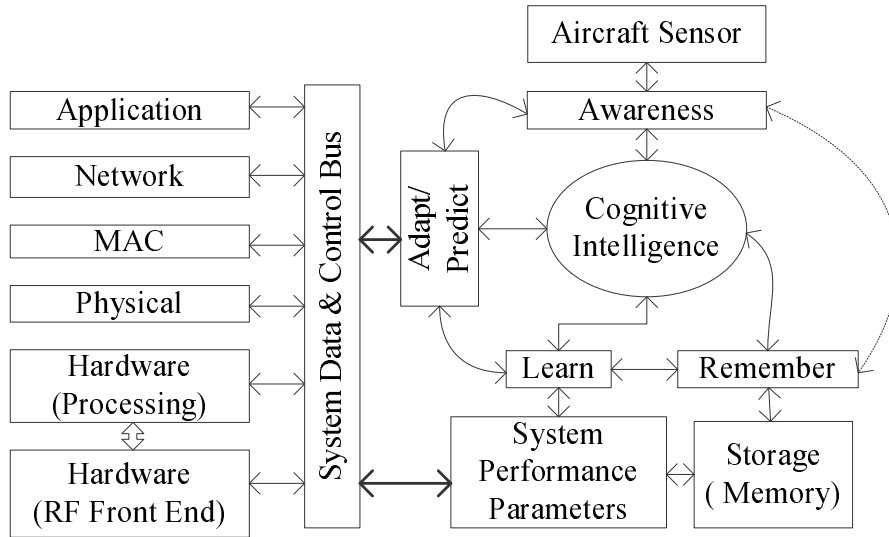 Aircraft Sensor
Application
Awareness
Network
MAC
Physical
Hardware
(Processing)
Hardware
(RF Front End)
System Data & Control Bus
Adapt/
Predict
Cognitive
Intelligence
Learn
Remember
System
Performance
Parameters
Storage
( Memory)